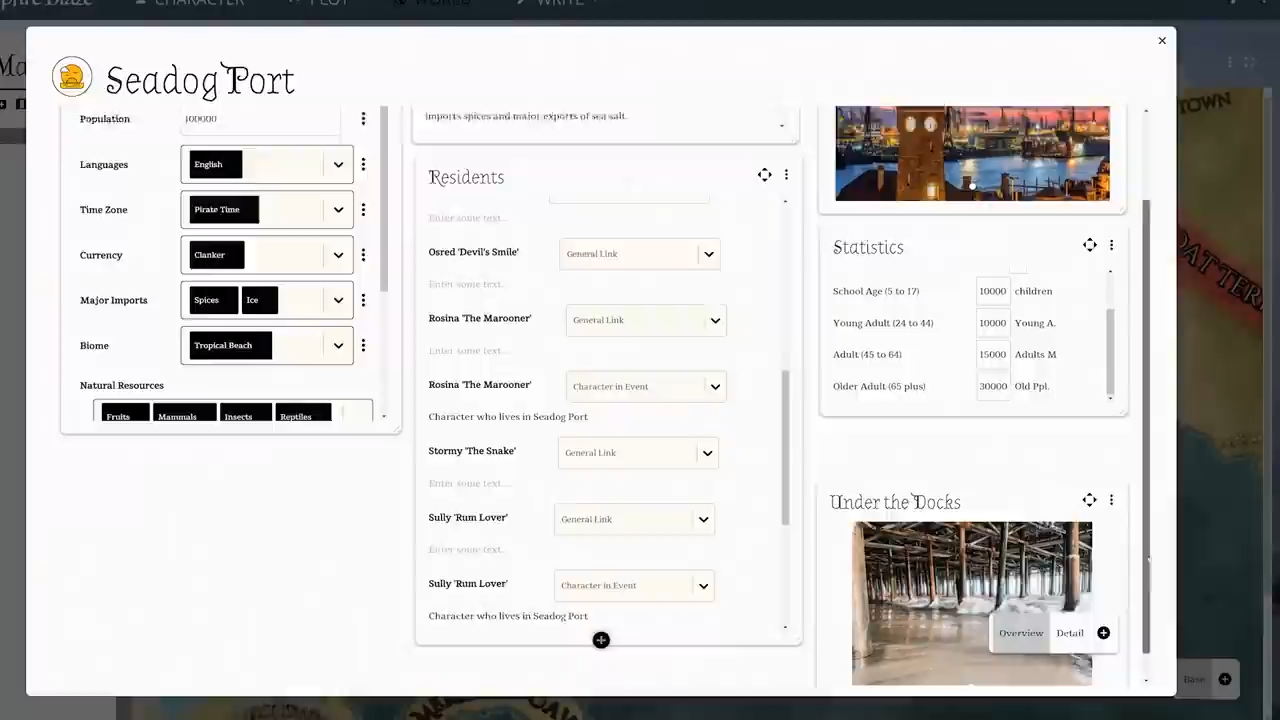 CHARACTER PLOT WORLD WRITE
Seadog Port
Population 100000
Languages English
Time Zone Pirate Time
Currency Clanker
Major Imports Spices Ice
Biome Tropical Beach
Natural Resources
Fruits Mammals Insects Reptiles
imports spices and major exports of sea salt.
Residents
Enter some text...
Osred 'Devil's Smile' General Link
Enter some text...
Rosina 'The Marooner' General Link
Enter some text...
Rosina 'The Marooner' Character in Event
Character who lives in Seadog Port
Stormy 'The Snake' General Link
Enter some text...
Sully 'Rum Lover' General Link
Enter some text...
Sully 'Rum Lover' Character in Event
Character who lives in Seadog Port
Statistics
School Age (5 to 17) 10000 children
Young Adult (24 to 44) 10000 Young A.
Adult (45 to 64) 15000 Adults M
Older Adult (65 plus) 30000 Old Ppl.
Under the Docks
Overview Detail
Base
TOWN